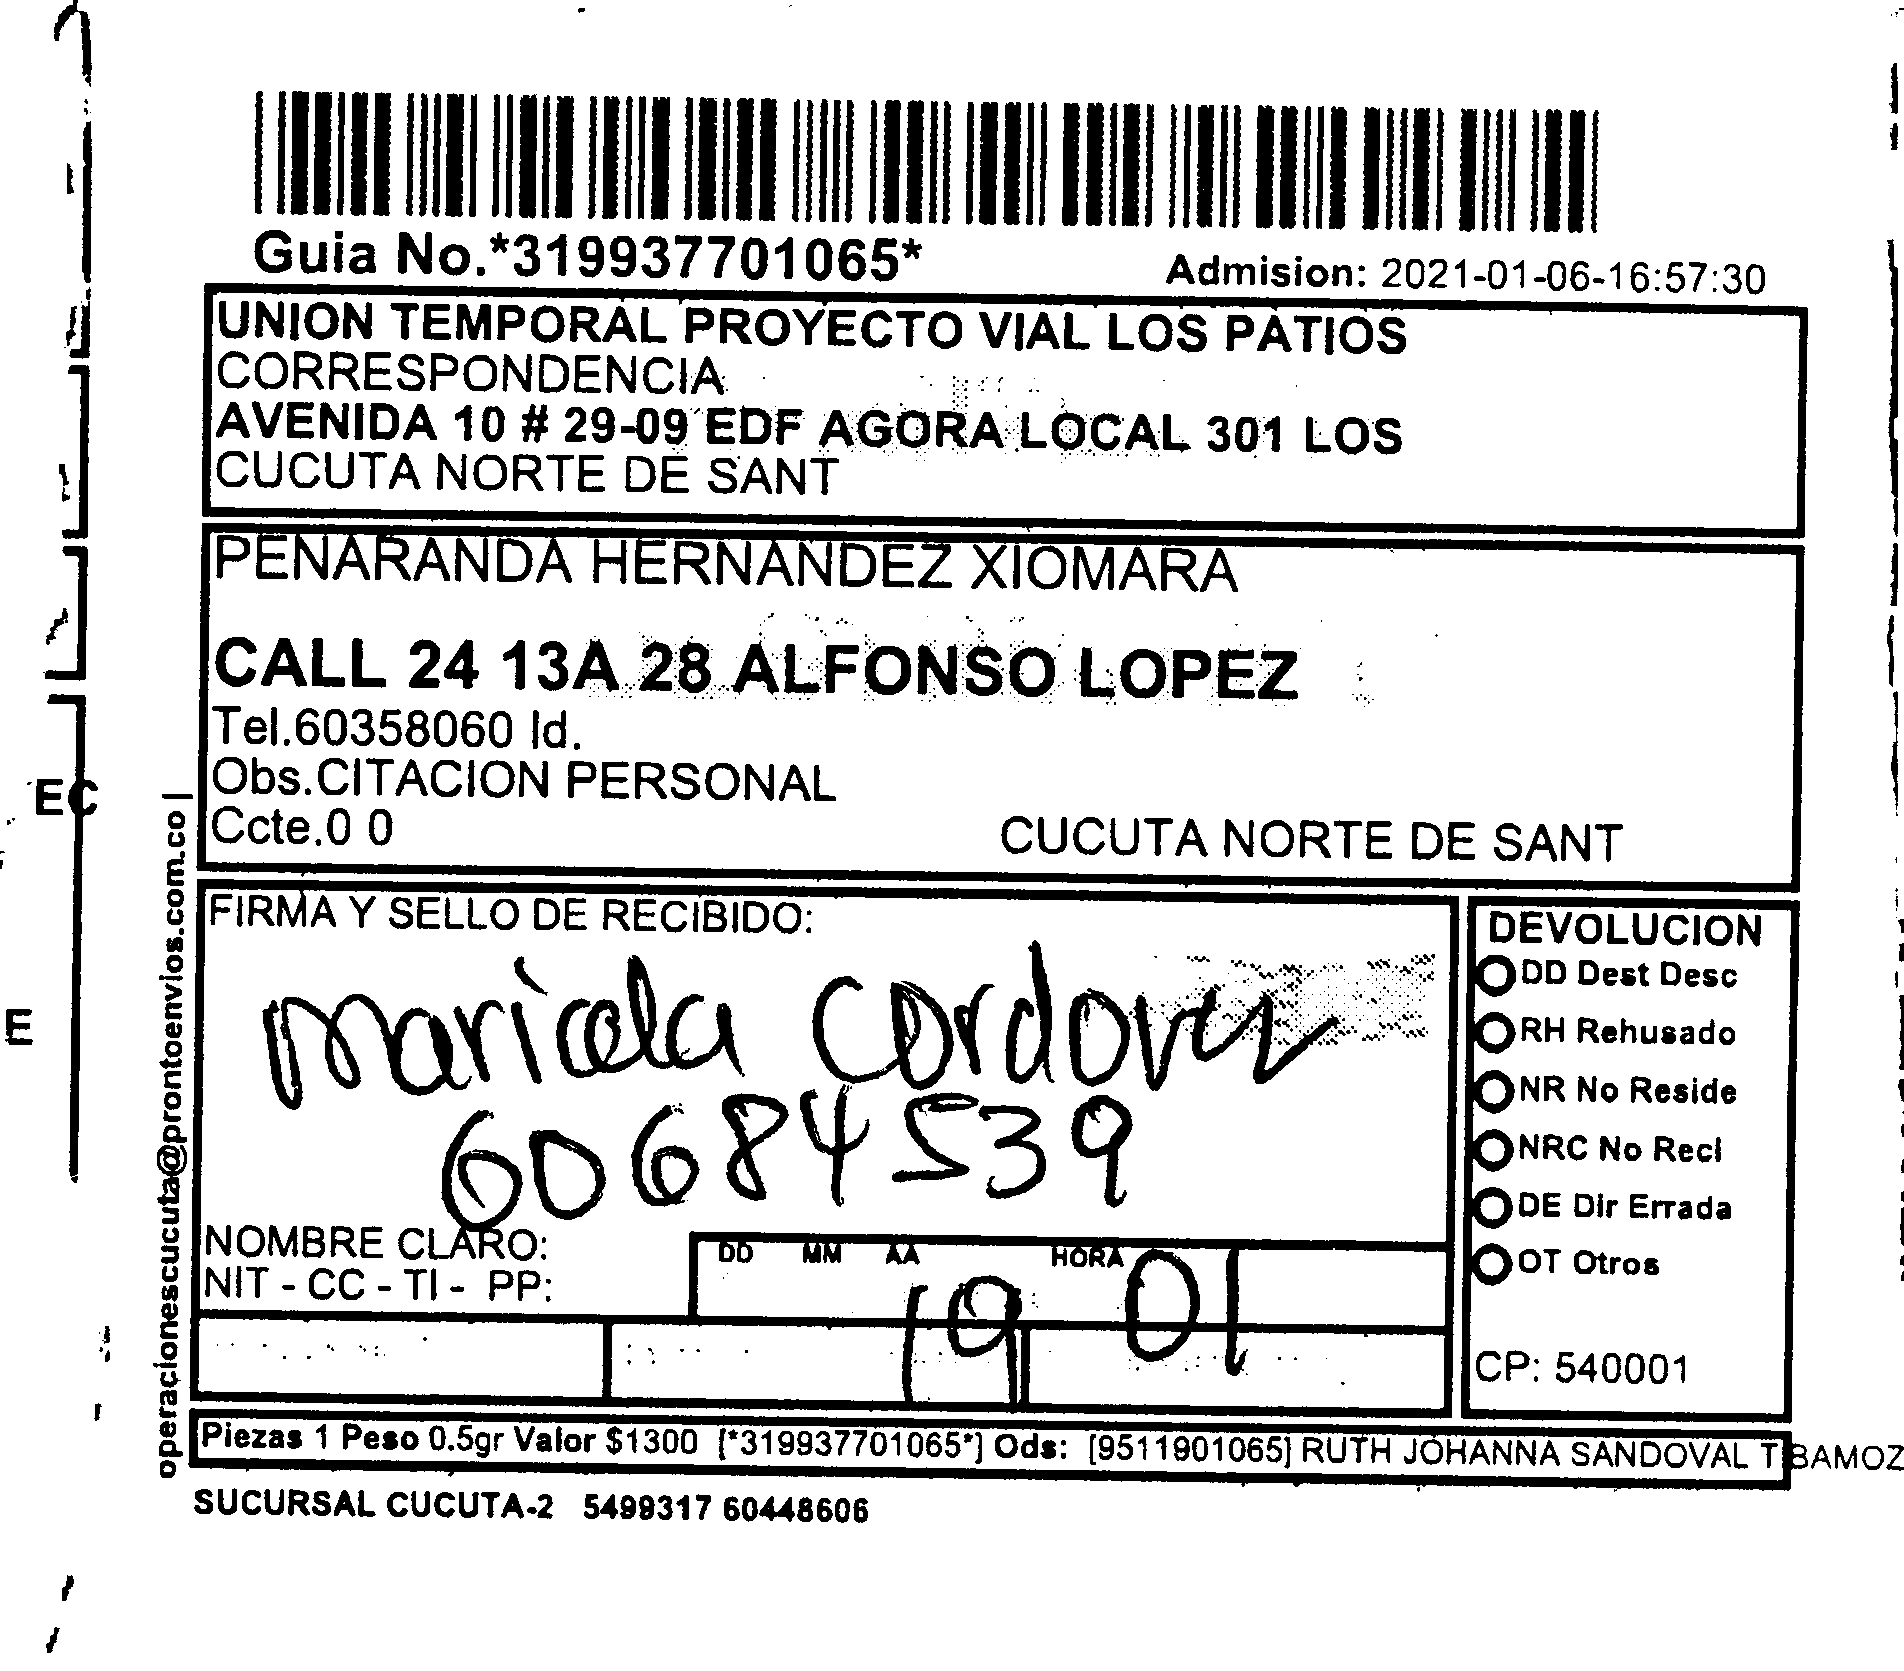 Guia No.*319937701065*
Admision: 2021-01-06-16:57:30
UNION TEMPORAL PROYECTO VIAL LOS PATIOS
CORRESPONDENCIA
AVENIDA 10 # 29-09 EDF AGORA LOCAL 301 LOS
CUCUTA NORTE DE SANT
PENARANDA HERNANDEZ XIOMARA
CALL 24 13A 28 ALFONSO LOPEZ
Tel.60358060 Id.
Obs.CITACION PERSONAL
Ccte.0 0
CUCUTA NORTE DE SANT
operacionescucuta@prontoenvios.com.co |
FIRMA Y SELLO DE RECIBIDO:
Maricela Cordova
60684539
NOMBRE CLARO:
NIT - CC - TI - PP:
DD MM AA HORA
19 01
DEVOLUCION
DD Dest Desc
RH Rehusado
NR No Reside
NRC No Recl
DE Dir Errada
OT Otros
CP: 540001
Piezas 1 Peso 0.5gr Valor $1300 [*319937701065*] Ods: [9511901065] RUTH JOHANNA SANDOVAL TIBAMOZ
SUCURSAL CUCUTA-2 5499317 60448606
EC
E